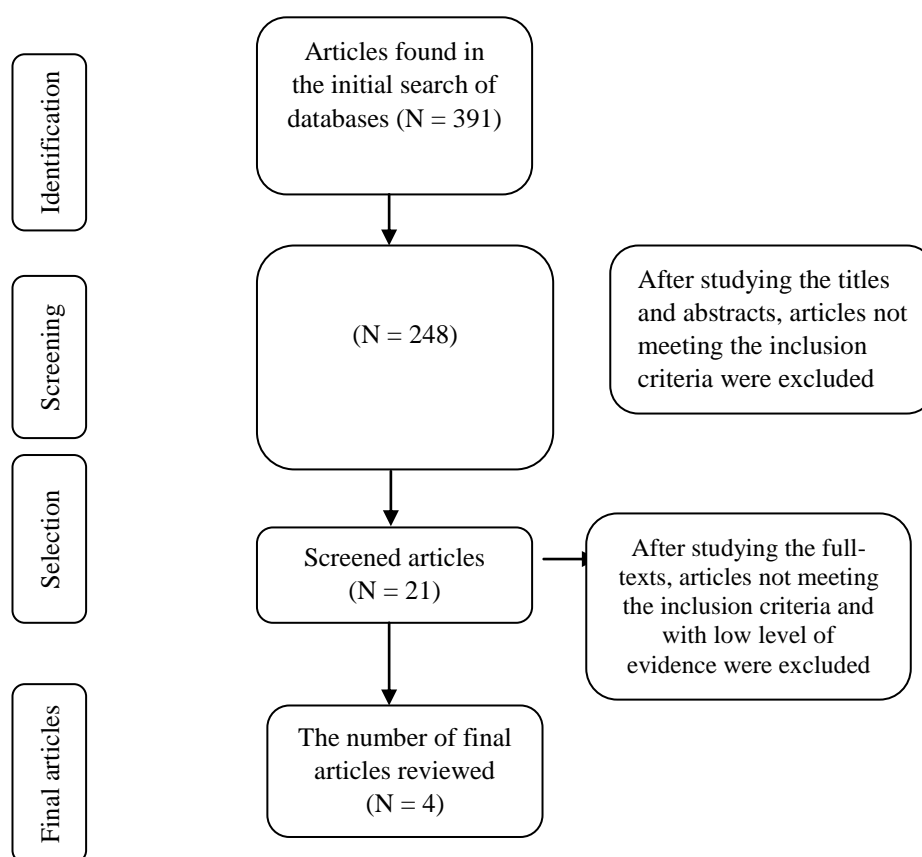 Identification
Articles found in
the initial search of
databases (N = 391)
Screening
(N = 248)
After studying the titles
and abstracts, articles not
meeting the inclusion
criteria were excluded
Selection
Screened articles
(N = 21)
After studying the full-
texts, articles not meeting
the inclusion criteria and
with low level of
evidence were excluded
Final articles
The number of final
articles reviewed
(N = 4)